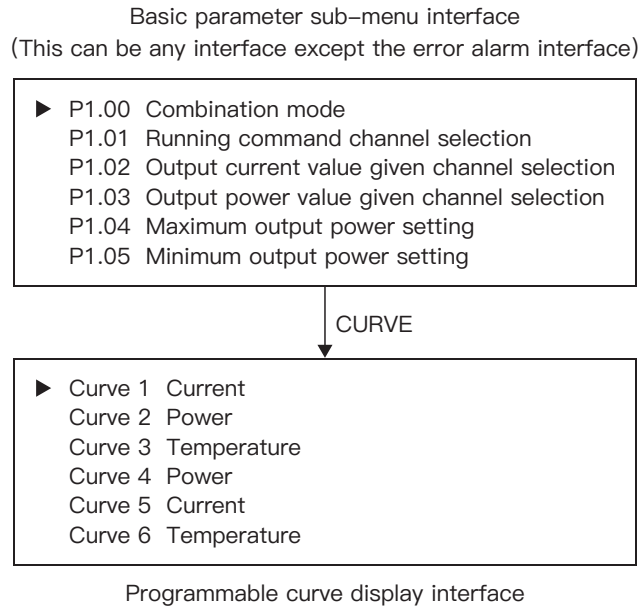 Basic parameter sub-menu interface
(This can be any interface except the error alarm interface)
▶ P1.00 Combination mode
P1.01 Running command channel selection
P1.02 Output current value given channel selection
P1.03 Output power value given channel selection
P1.04 Maximum output power setting
P1.05 Minimum output power setting
CURVE
▶ Curve 1 Current
Curve 2 Power
Curve 3 Temperature
Curve 4 Power
Curve 5 Current
Curve 6 Temperature
Programmable curve display interface